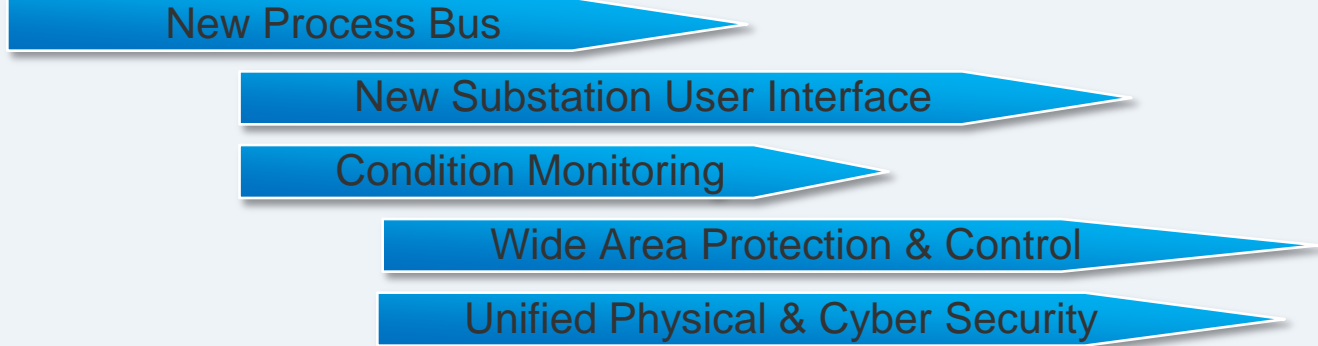 New Process Bus
New Substation User Interface
Condition Monitoring
Wide Area Protection & Control
Unified Physical & Cyber Security